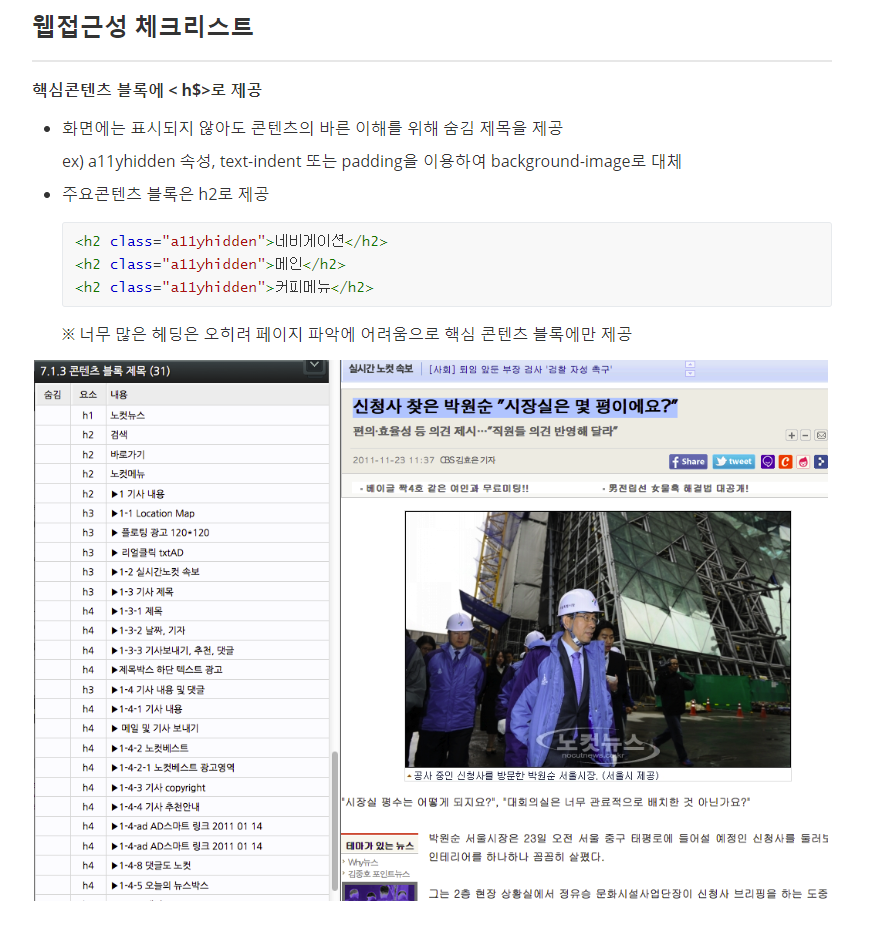 웹접근성 체크리스트
핵심콘텐츠 블록에 < h$>로 제공
화면에는 표시되지 않아도 콘텐츠의 바른 이해를 위해 숨김 제목을 제공
ex) a11yhidden 속성, text-indent 또는 padding을 이용하여 background-image로 대체
주요콘텐츠 블록은 h2로 제공
<h2 class="a11yhidden">네비게이션</h2>
<h2 class="a11yhidden">메인</h2>
<h2 class="a11yhidden">커피메뉴</h2>
※ 너무 많은 헤딩은 오히려 페이지 파악에 어려움으로 핵심 콘텐츠 블록에만 제공
7.1.3 콘텐츠 블록 제목 (31)
숨김 요소 내용
h1 노컷뉴스
h2 검색
h2 바로가기
h2 노컷메뉴
h2 ▶1 기사 내용
h3 ▶1-1 Location Map
h3 ▶ 플로팅 광고 120*120
h3 ▶ 리얼클릭 txtAD
h3 ▶1-2 실시간노컷 속보
h3 ▶1-3 기사 제목
h4 ▶1-3-1 제목
h4 ▶1-3-2 날짜, 기자
h4 ▶1-3-3 기사보내기, 추천, 댓글
h4 ▶제목박스 하단 텍스트 광고
h3 ▶1-4 기사 내용 및 댓글
h4 ▶1-4-1 기사 내용
h4 ▶ 메일 및 기사 보내기
h4 ▶1-4-2 노컷베스트
h4 ▶1-4-2-1 노컷베스트 광고영역
h4 ▶1-4-3 기사 copyright
h4 ▶1-4-4 기사 추천안내
h4 ▶1-4-ad AD스마트 링크 2011 01 14
h4 ▶1-4-ad AD스마트 링크 2011 01 14
h4 ▶1-4-8 댓글도 노컷
h4 ▶1-4-5 오늘의 뉴스박스
실시간 노컷 속보 [사회] 퇴임 앞둔 부장 검사 '검찰 자성 촉구'
신청사 찾은 박원순 "시장실은 몇 평이에요?"
편의·효율성 등 의견 제시…"직원들 의견 반영해 달라"
2011-11-23 11:37 CBS 김효은 기자
Share tweet
· 베이글 짝4호 같은 여인과 무료미팅!!
· 男전립선 女물혹 해결법 대공개!
노컷뉴스
nocutnews.co.kr
공사 중인 신청사를 방문한 박원순 서울시장. (서울시 제공)
"시장실 평수는 어떻게 되지요?", "대회의실은 너무 관료적으로 배치한 것 아닌가요?"
테마가 있는 뉴스
Why뉴스
김중호 포인트뉴스
박원순 서울시장은 23일 오전 서울 중구 태평로에 들어설 예정인 신청사를 둘러보
인테리어를 하나하나 꼼꼼히 살폈다.
그는 2층 현장 상황실에서 정유승 문화시설사업단장이 신청사 브리핑을 하는 도중